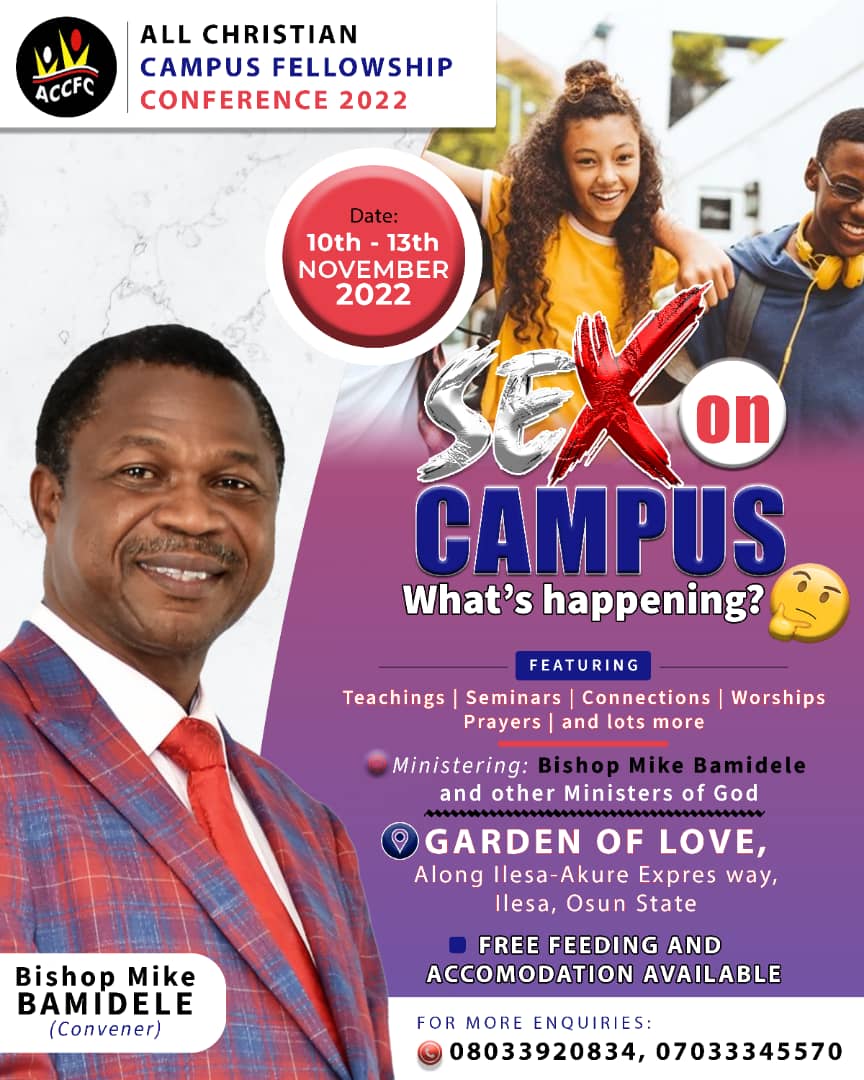 ACCFC
ALL CHRISTIAN
CAMPUS FELLOWSHIP
CONFERENCE 2022
Date:
10th - 13th
NOVEMBER
2022
SEX on
CAMPUS
What's happening?
FEATURING
Teachings | Seminars | Connections | Worships
Prayers | and lots more
Ministering: Bishop Mike Bamidele
and other Ministers of God
GARDEN OF LOVE,
Along Ilesa-Akure Expres way,
Ilesa, Osun State
FREE FEEDING AND
ACCOMODATION AVAILABLE
Bishop Mike
BAMIDELE
(Convener)
FOR MORE ENQUIRIES:
08033920834, 07033345570